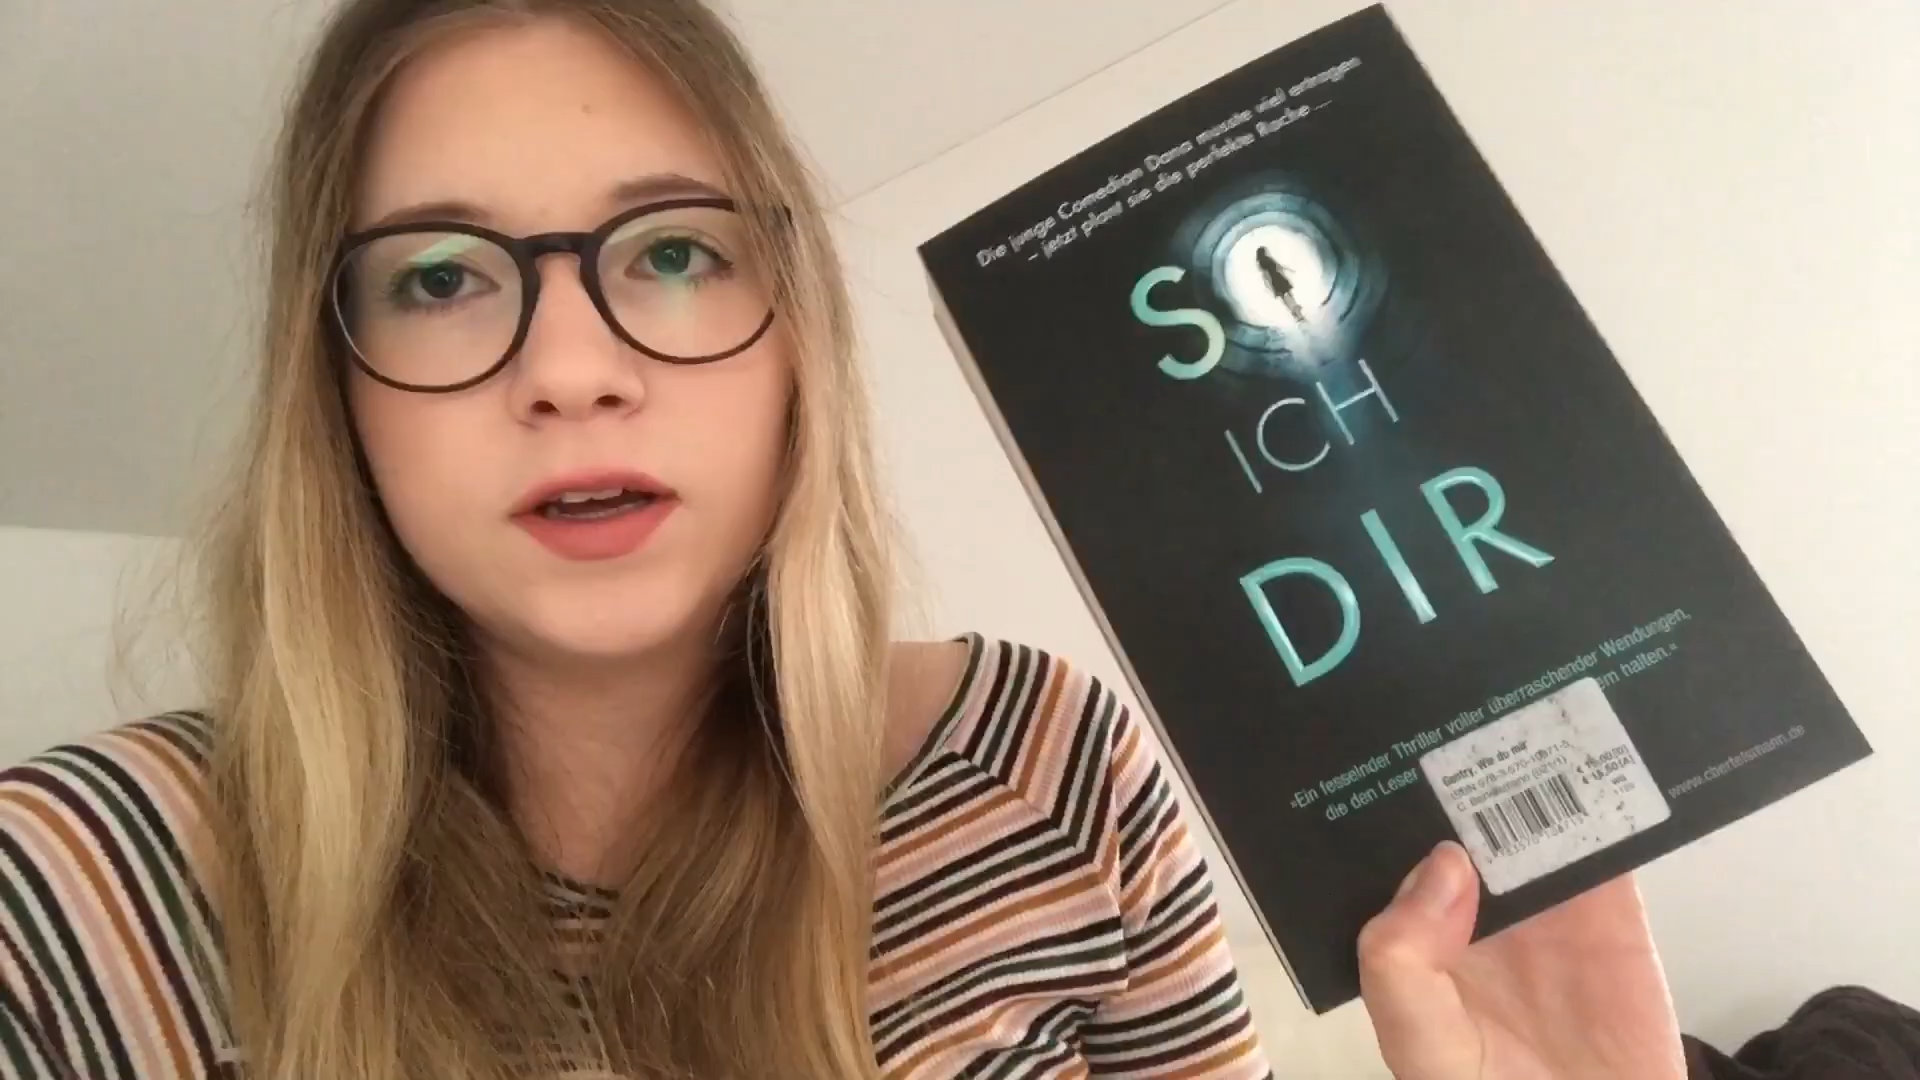 Die junge Comedian Dana musste viel ertragen
– jetzt plant sie die perfekte Rache ...
SO
ICH
DIR
»Ein fesselnder Thriller voller überraschender Wendungen,
die den Leser
em halten.«
Gentry, Wie du mir
C. Bertelsmann
www.cbertelsmann.de